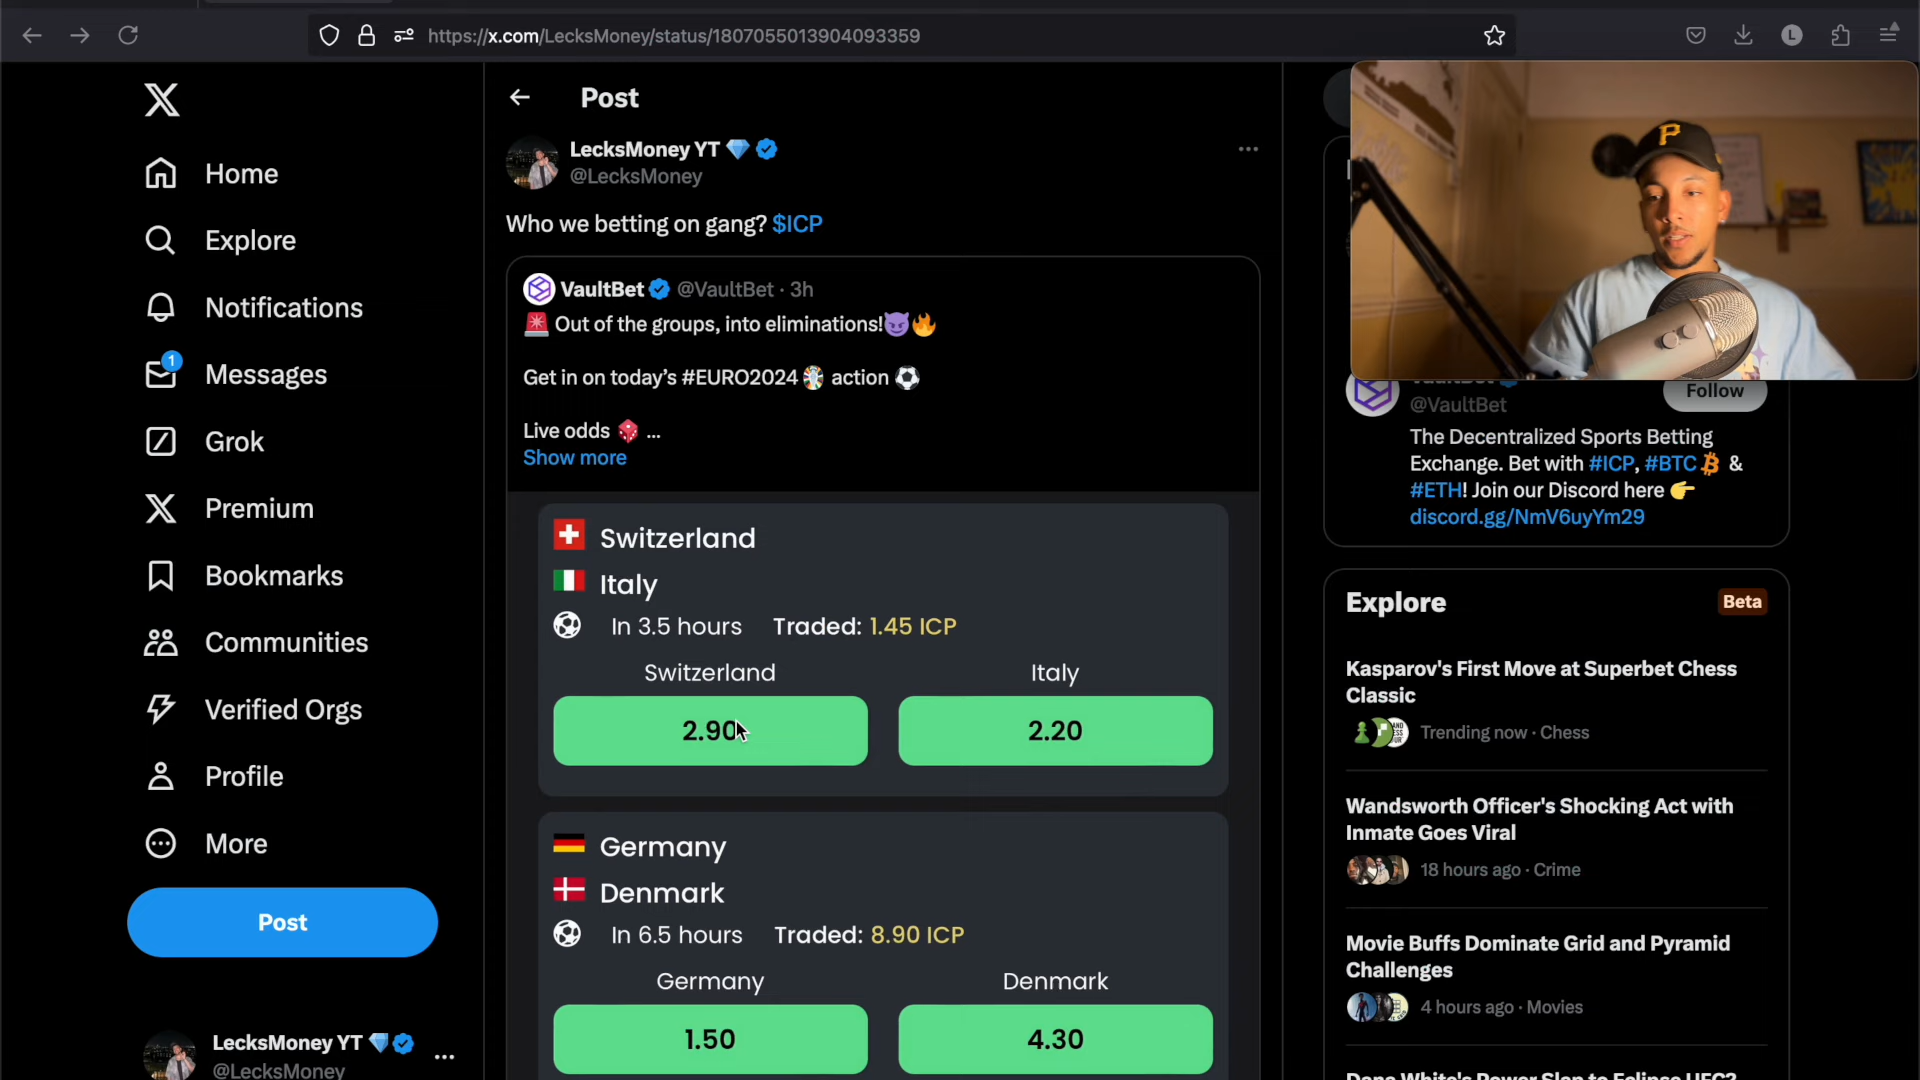 https://x.com/LecksMoney/status/1807055013904093359
L
Post
LecksMoney YT
@LecksMoney
Who we betting on gang? $ICP
VaultBet @VaultBet · 3h
Out of the groups, into eliminations!
Get in on today’s #EURO2024 action
Live odds ...
Show more
Switzerland
Italy
In 3.5 hours Traded: 1.45 ICP
Switzerland Italy
2.90 2.20
Germany
Denmark
In 6.5 hours Traded: 8.90 ICP
Germany Denmark
1.50 4.30
Home
Explore
Notifications
1
Messages
Grok
Premium
Bookmarks
Communities
Verified Orgs
Profile
More
Post
LecksMoney YT
@LecksMoney
P
@VaultBet
Follow
The Decentralized Sports Betting
Exchange. Bet with #ICP, #BTC &
#ETH! Join our Discord here
discord.gg/NmV6uyYm29
Explore
Beta
Kasparov's First Move at Superbet Chess
Classic
Trending now · Chess
Wandsworth Officer's Shocking Act with
Inmate Goes Viral
18 hours ago · Crime
Movie Buffs Dominate Grid and Pyramid
Challenges
4 hours ago · Movies
Dana White's Power Slap to Eclipse UFC?